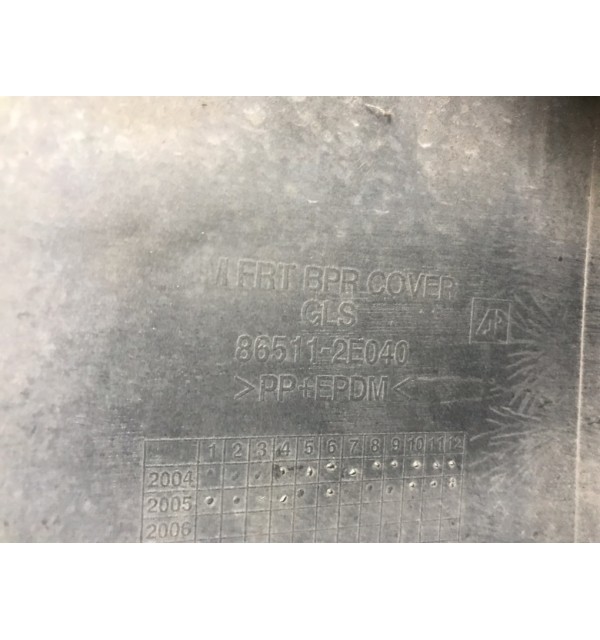 FRT BPR COVER
GLS
86511-2E040
>PP+EPDM<
1 2 3 4 5 6 7 8 9 10 11 12
2004
2005
2006